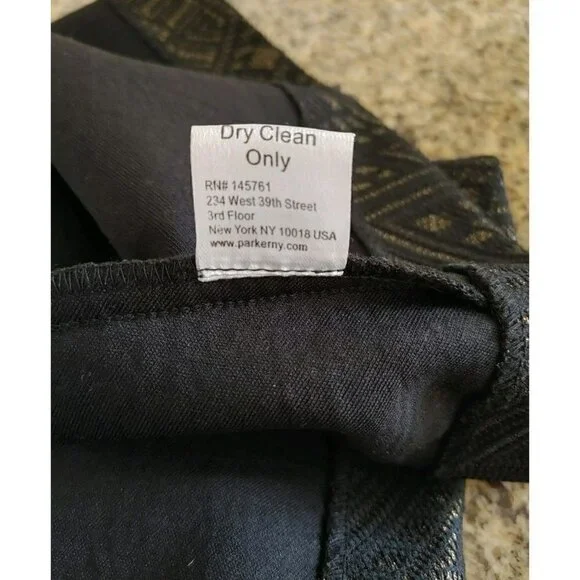 Dry Clean
Only
RN# 145761
234 West 39th Street
3rd Floor
New York NY 10018 USA
www.parkerny.com